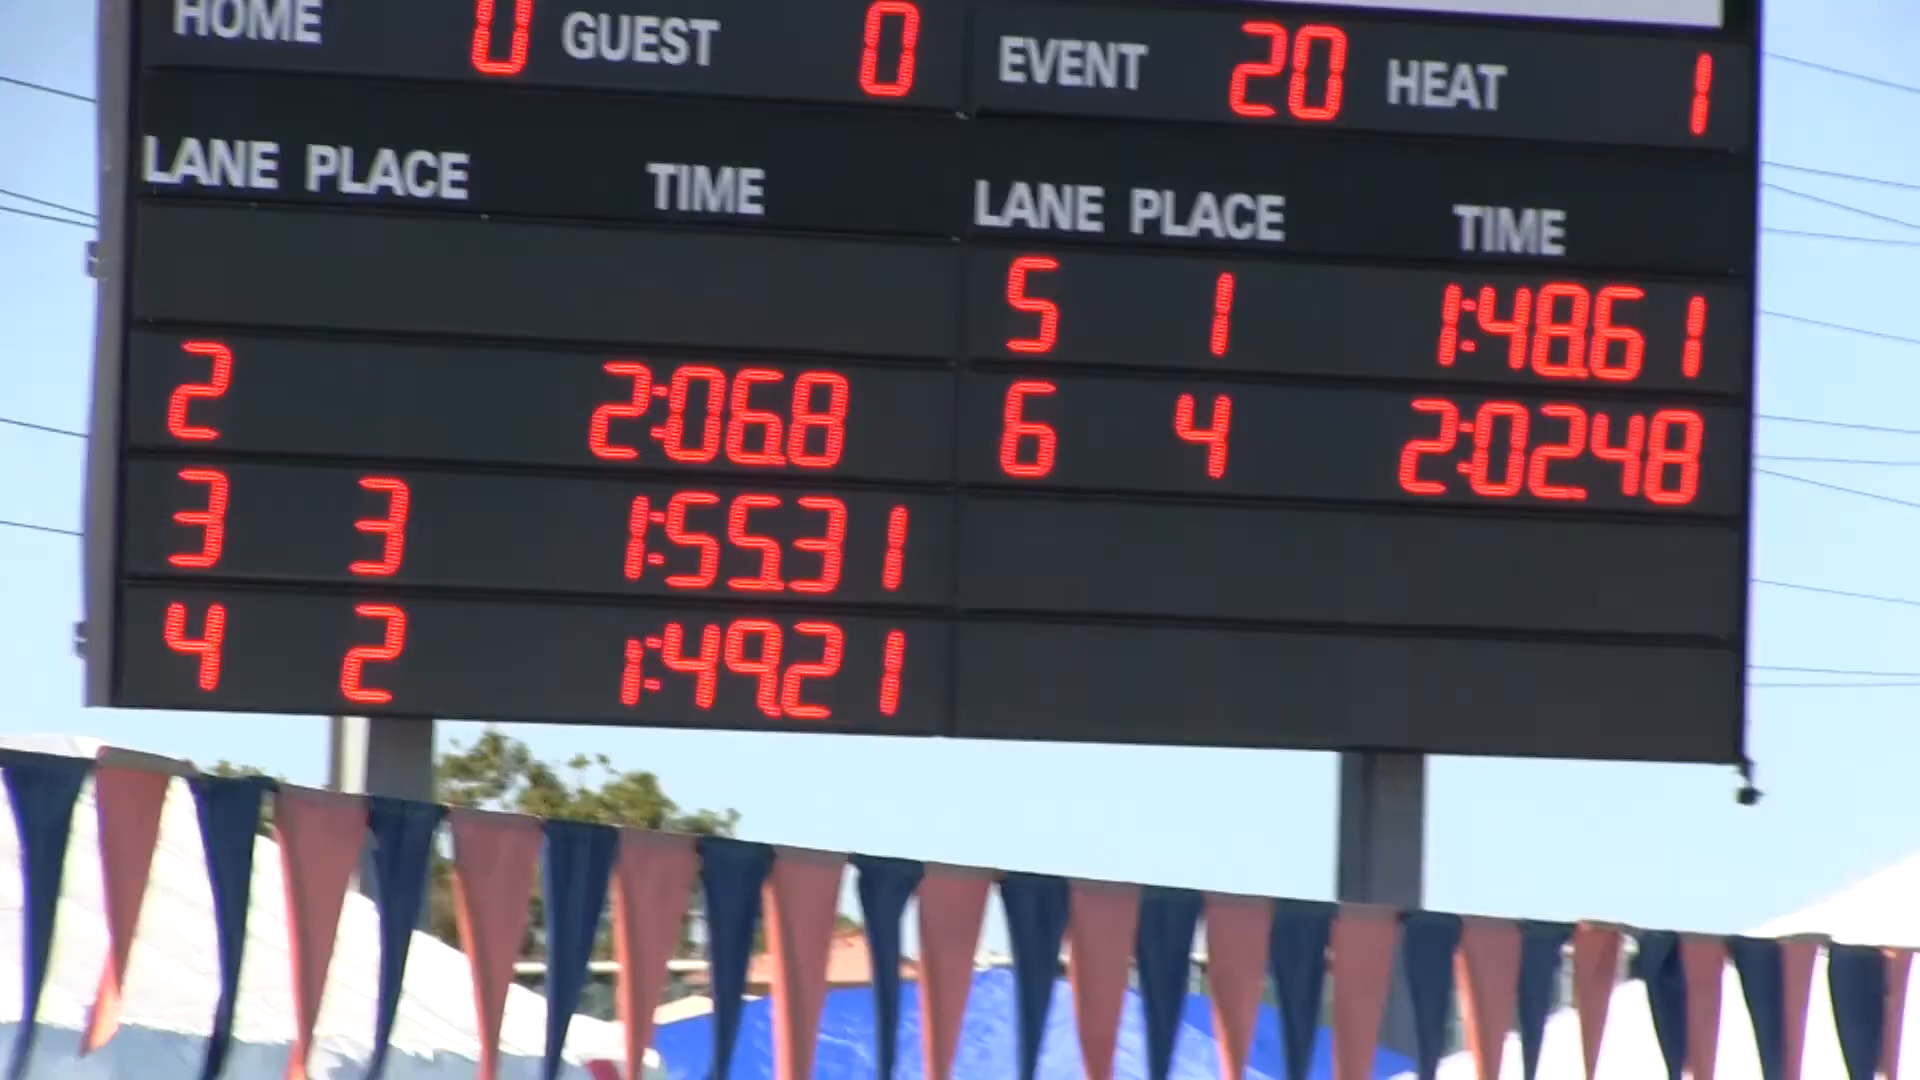 HOME 0 GUEST 0 EVENT 20 HEAT 1
LANE PLACE TIME LANE PLACE TIME
5 1 1:48.61
2 2:06.8 6 4 2:02.48
3 3 1:55.31
4 2 1:49.21